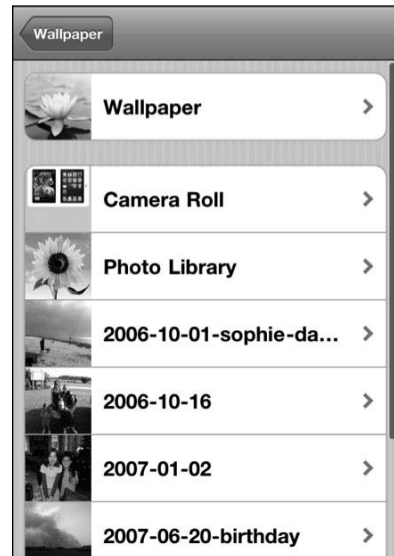 Wallpaper
Wallpaper
Camera Roll
Photo Library
2006-10-01-sophie-da...
2006-10-16
2007-01-02
2007-06-20-birthday